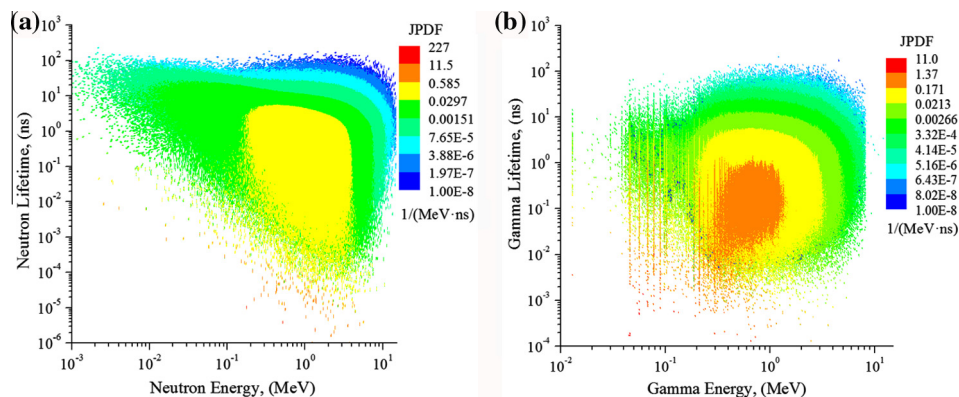 (a)
Neutron Lifetime, (ns)
10^3
10^2
10^1
10^0
10^-1
10^-2
10^-3
10^-4
10^-5
10^-6
10^-3
10^-2
10^-1
10^0
10^1
Neutron Energy, (MeV)
JPDF
227
11.5
0.585
0.0297
0.00151
7.65E-5
3.88E-6
1.97E-7
1.00E-8
1/(MeV·ns)
(b)
Gamma Lifetime, (ns)
10^3
10^2
10^1
10^0
10^-1
10^-2
10^-3
10^-4
10^-2
10^-1
10^0
10^1
Gamma Energy, (MeV)
JPDF
11.0
1.37
0.171
0.0213
0.00266
3.32E-4
4.14E-5
5.16E-6
6.43E-7
8.02E-8
1.00E-8
1/(MeV·ns)